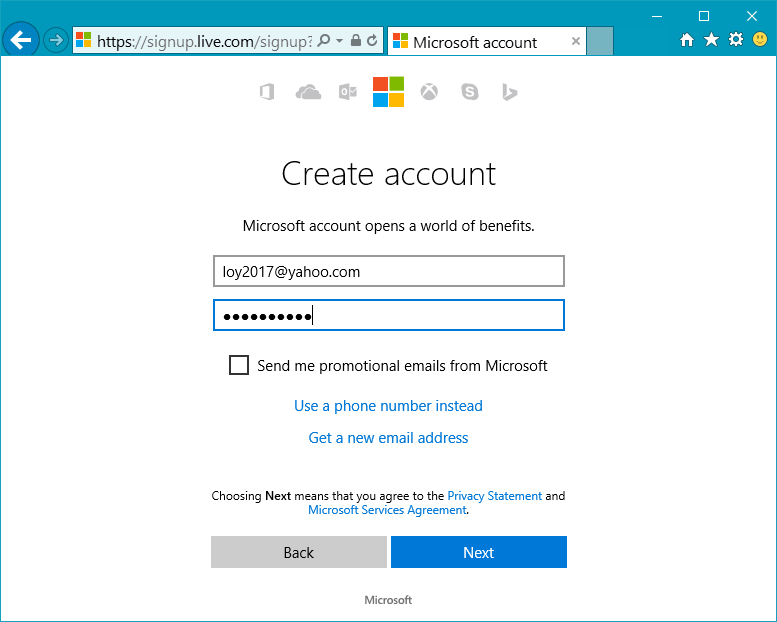 https://signup.live.com/signup?
Microsoft account
Create account
Microsoft account opens a world of benefits.
loy2017@yahoo.com
●●●●●●●●●●
Send me promotional emails from Microsoft
Use a phone number instead
Get a new email address
Choosing Next means that you agree to the Privacy Statement and
Microsoft Services Agreement.
Back
Next
Microsoft